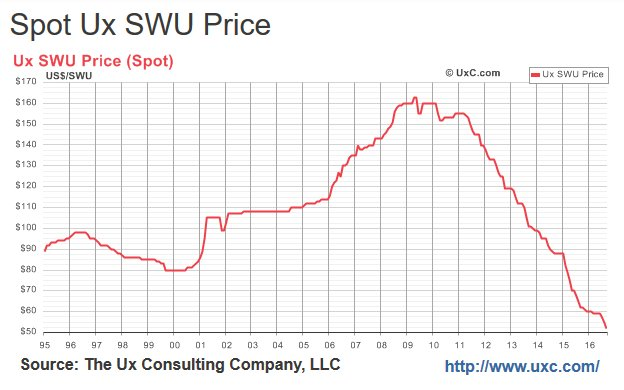 Spot Ux SWU Price
Ux SWU Price (Spot)
US$/SWU
© UxC.com
Ux SWU Price
$170
$160
$150
$140
$130
$120
$110
$100
$90
$80
$70
$60
$50
95 96 97 98 99 00 01 02 03 04 05 06 07 08 09 10 11 12 13 14 15 16
Source: The Ux Consulting Company, LLC
http://www.uxc.com/